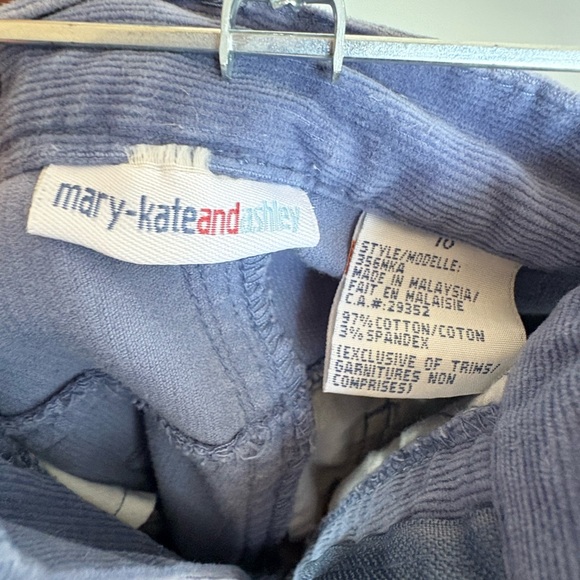 mary-kateandashley
10
STYLE/MODELLE:
356MKA
MADE IN MALAYSIA/
FAIT EN MALAISIE
C.A.#:29352
97%COTTON/COTON
3%SPANDEX
(EXCLUSIVE OF TRIMS/
GARNITURES NON
COMPRISES)